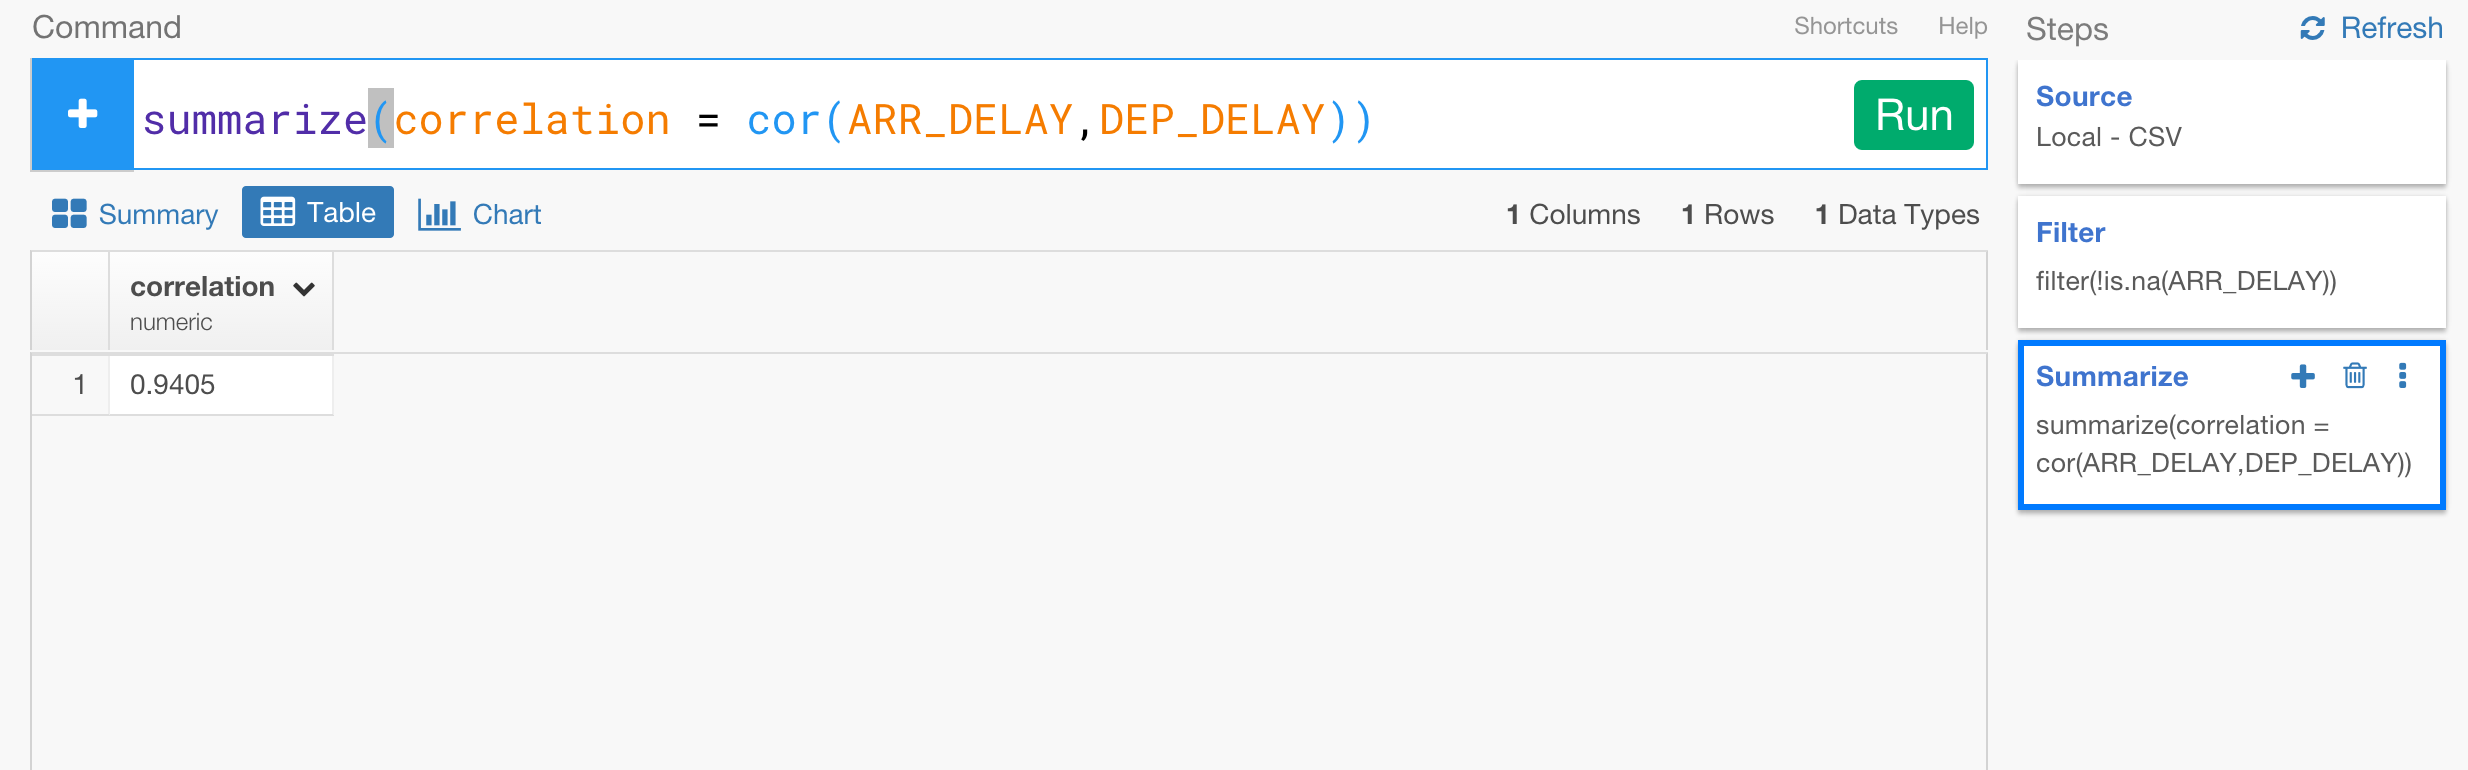 Command
Shortcuts Help
summarize(correlation = cor(ARR_DELAY,DEP_DELAY))
Run
Summary Table Chart
1 Columns 1 Rows 1 Data Types
correlation
numeric
1 0.9405
Steps
Refresh
Source
Local - CSV
Filter
filter(!is.na(ARR_DELAY))
Summarize
summarize(correlation =
cor(ARR_DELAY,DEP_DELAY))